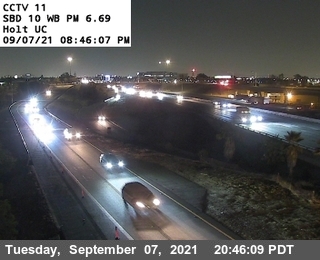 CCTV 11
SBD 10 WB PM 6.69
Holt UC
09/07/21 08:46:07 PM
Tuesday, September 07, 2021 20:46:09 PDT